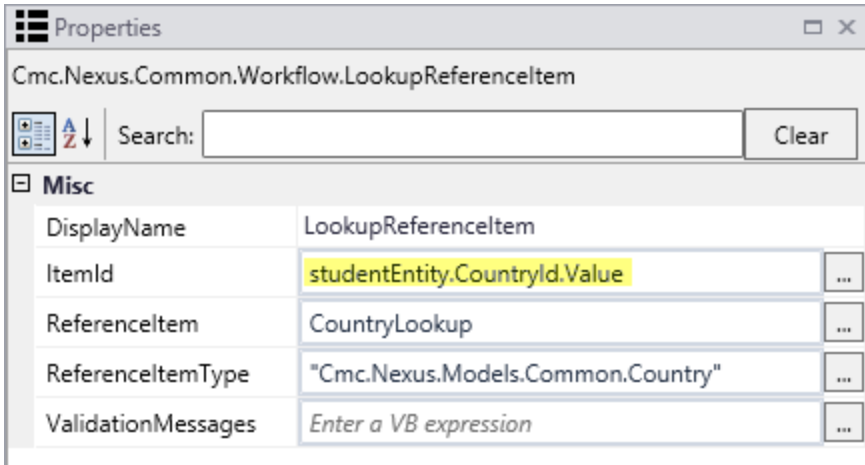 Properties
Cmc.Nexus.Common.Workflow.LookupReferenceItem
Search: Clear
Misc
DisplayName LookupReferenceItem
ItemId studentEntity.CountryId.Value ...
ReferenceItem CountryLookup ...
ReferenceItemType "Cmc.Nexus.Models.Common.Country" ...
ValidationMessages Enter a VB expression ...